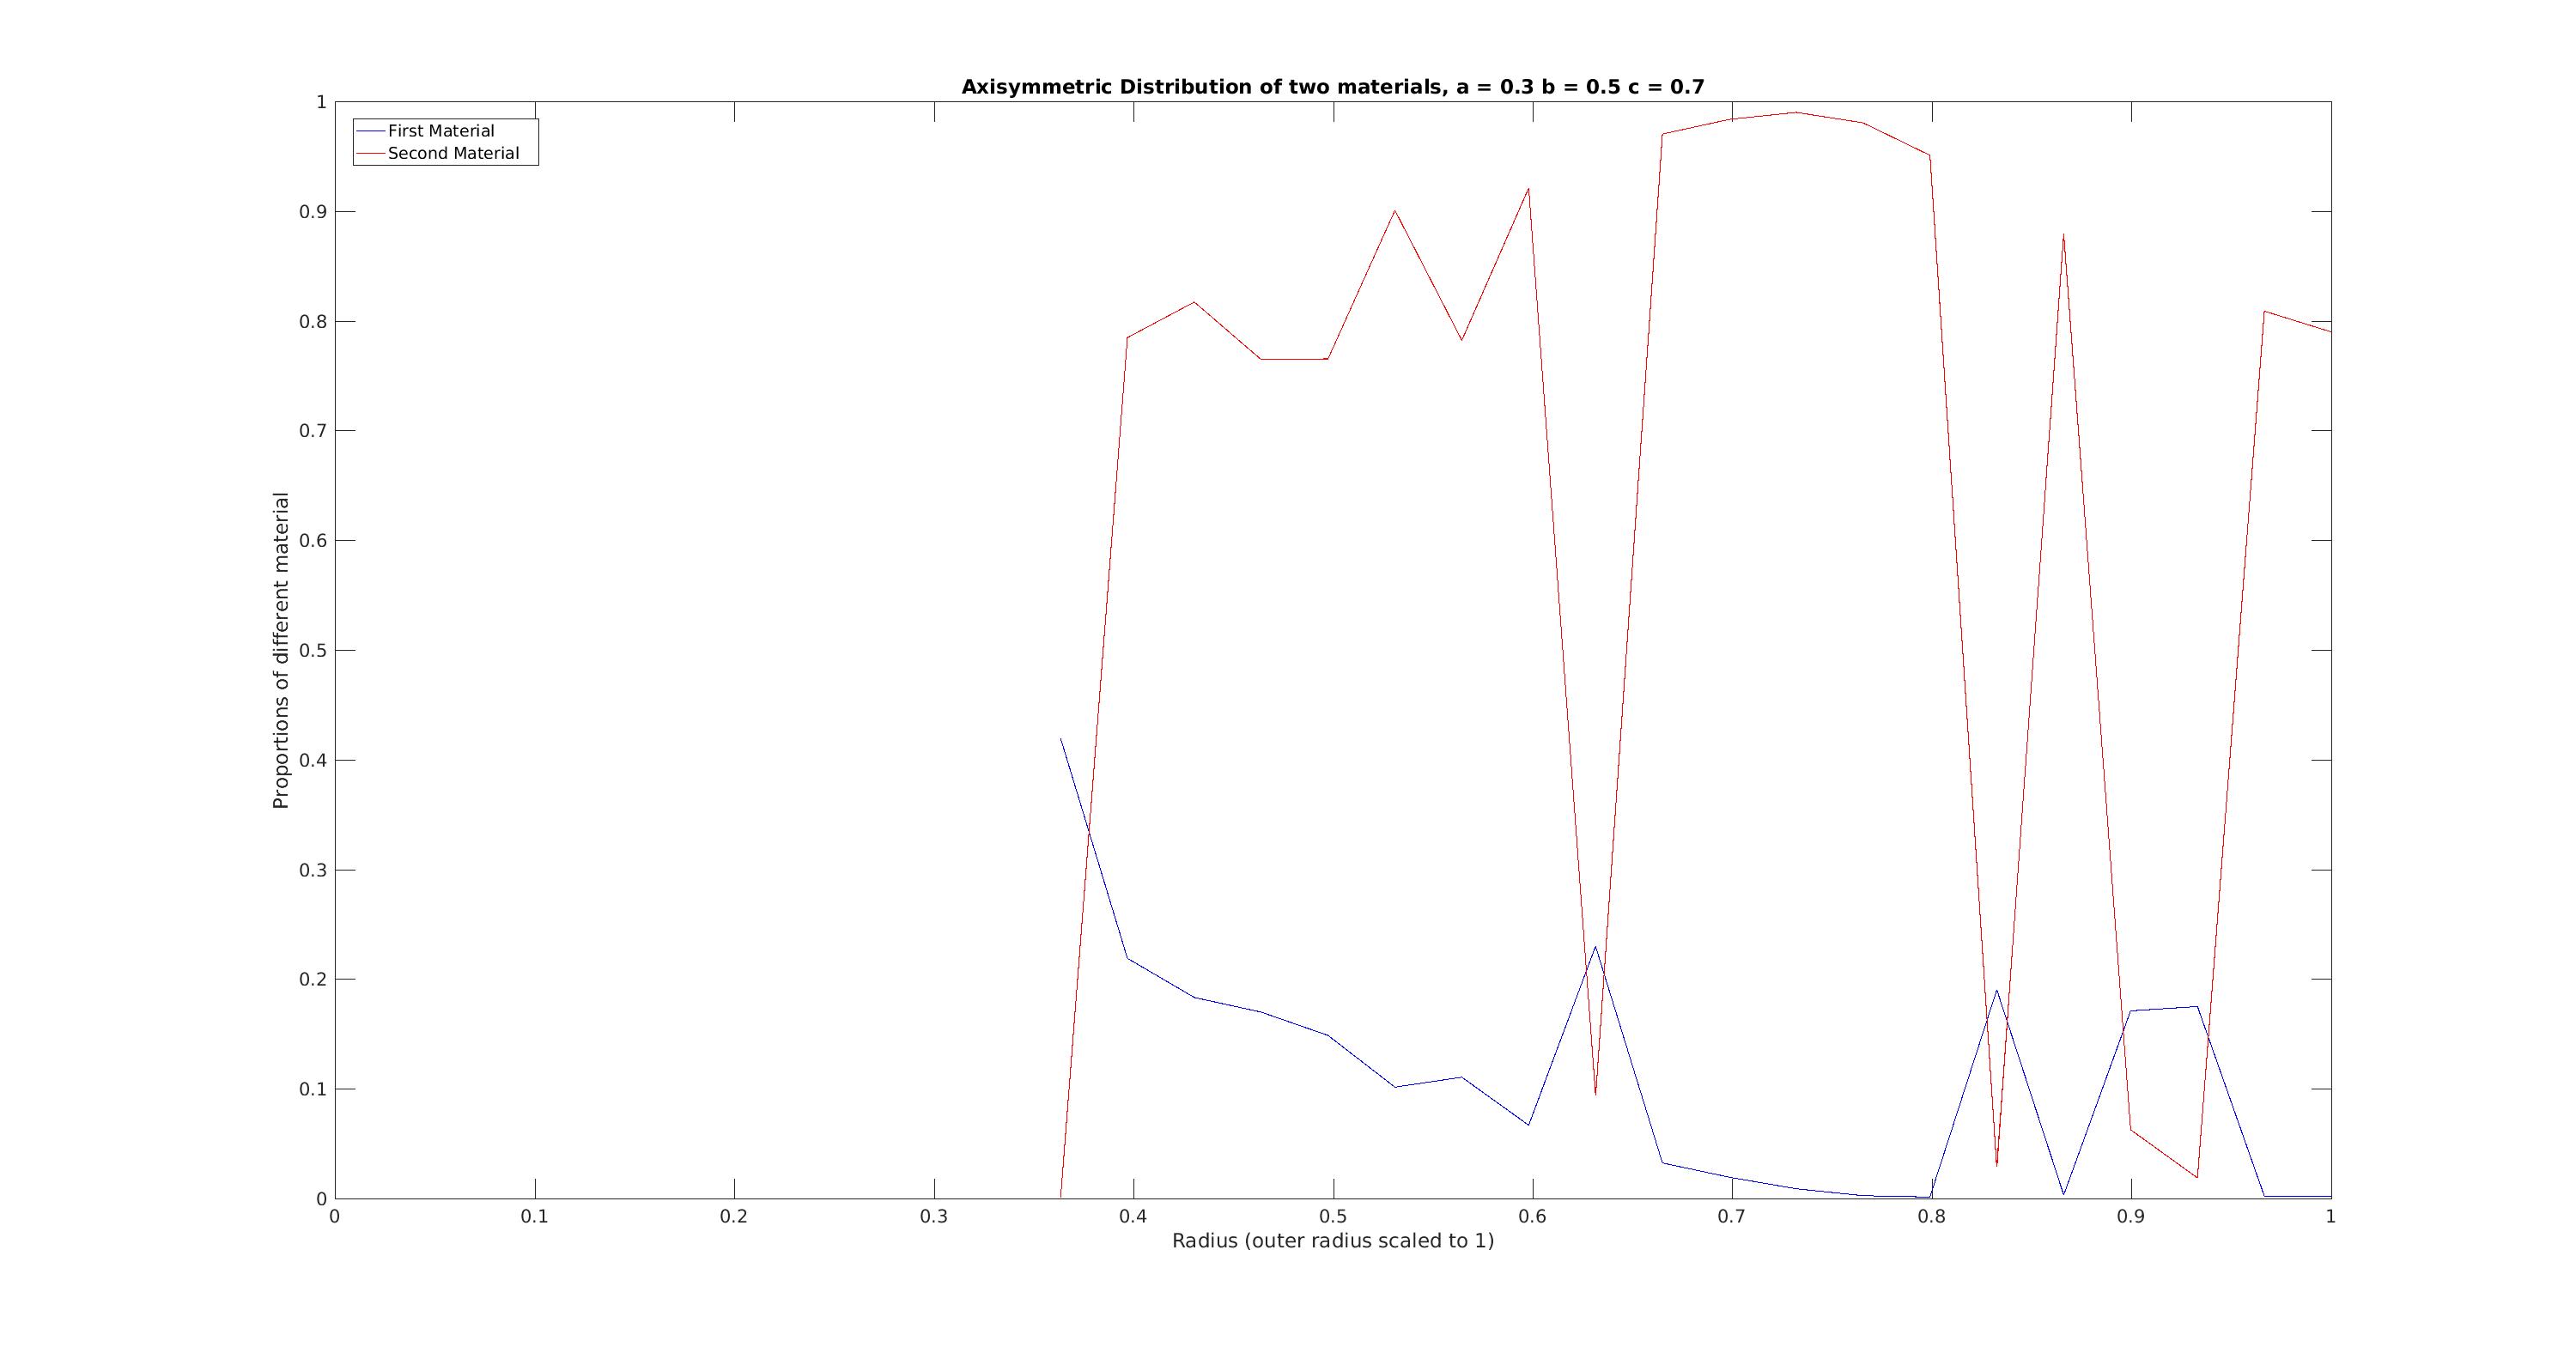 Axisymmetric Distribution of two materials, a = 0.3 b = 0.5 c = 0.7
First Material
Second Material
1
0.9
0.8
0.7
0.6
0.5
0.4
0.3
0.2
0.1
0
Proportions of different material
0 0.1 0.2 0.3 0.4 0.5 0.6 0.7 0.8 0.9 1
Radius (outer radius scaled to 1)